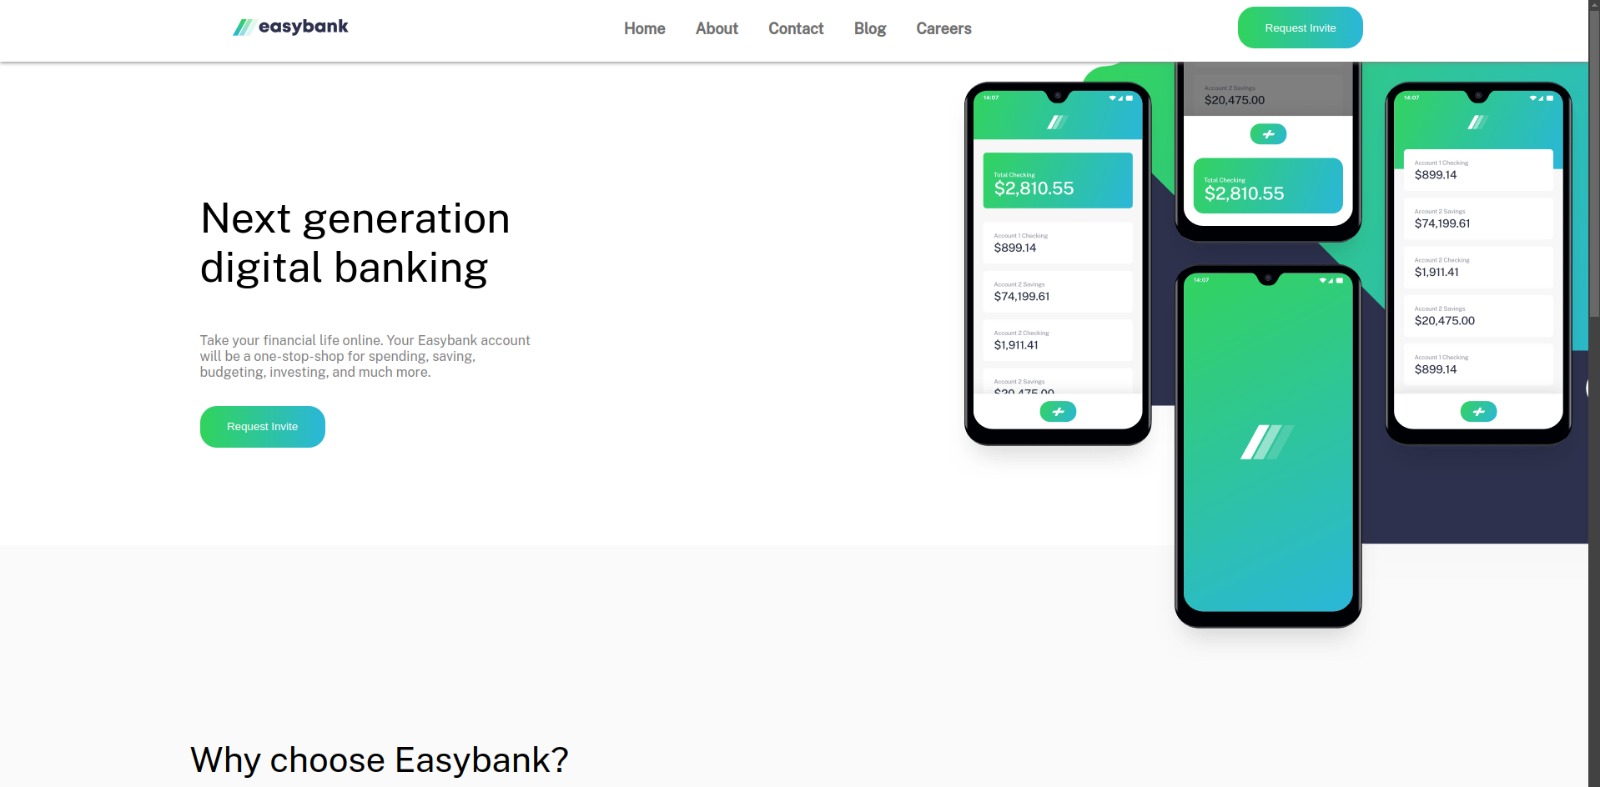 easybank
Home About Contact Blog Careers
Request Invite
Next generation
digital banking
Take your financial life online. Your Easybank account
will be a one-stop-shop for spending, saving,
budgeting, investing, and much more.
Request Invite
14:07
Total Checking
$2,810.55
Account 1 Checking
$899.14
Account 2 Savings
$74,199.61
Account 2 Checking
$1,911.41
Account 2 Savings
$20,475.00
Account 2 Savings
$20,475.00
Total Checking
$2,810.55
14:07
14:07
Account 1 Checking
$899.14
Account 2 Savings
$74,199.61
Account 2 Checking
$1,911.41
Account 2 Savings
$20,475.00
Account 1 Checking
$899.14
Why choose Easybank?